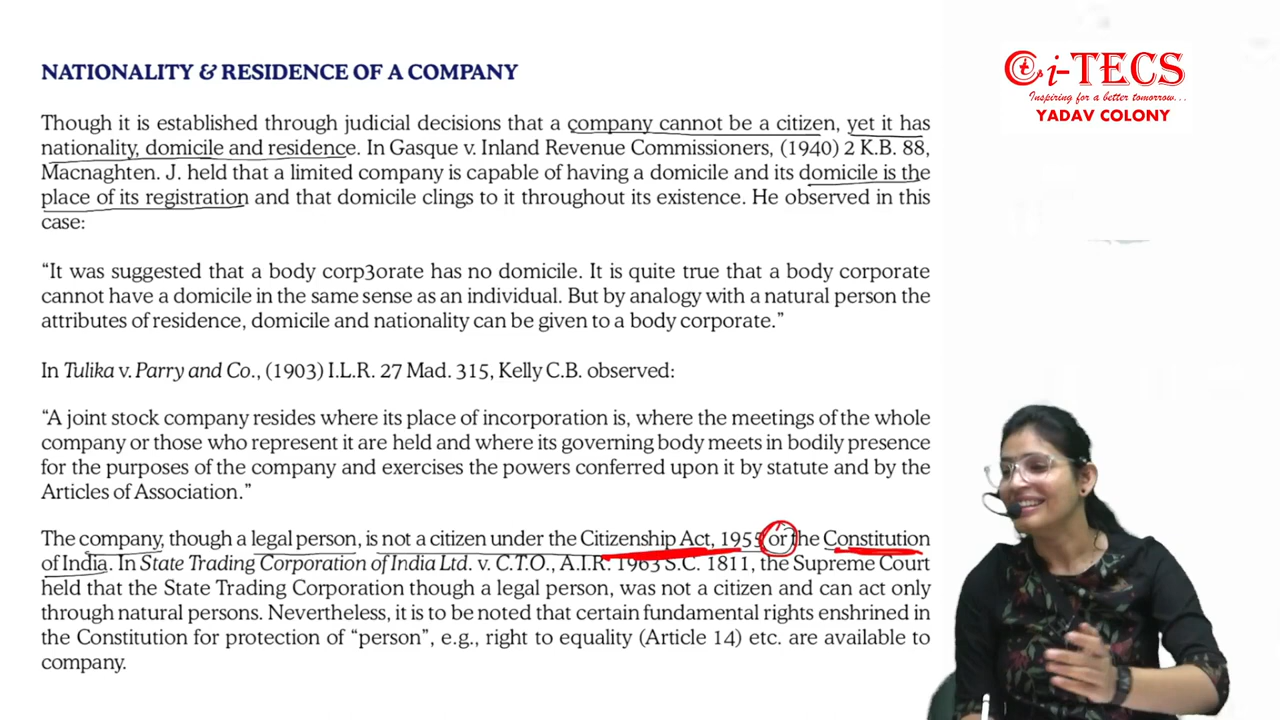 NATIONALITY & RESIDENCE OF A COMPANY
Though it is established through judicial decisions that a company cannot be a citizen, yet it has
nationality, domicile and residence. In Gasque v. Inland Revenue Commissioners, (1940) 2 K.B. 88,
Macnaghten. J. held that a limited company is capable of having a domicile and its domicile is the
place of its registration and that domicile clings to it throughout its existence. He observed in this
case:
“It was suggested that a body corp3orate has no domicile. It is quite true that a body corporate
cannot have a domicile in the same sense as an individual. But by analogy with a natural person the
attributes of residence, domicile and nationality can be given to a body corporate.”
In Tulika v. Parry and Co., (1903) I.L.R. 27 Mad. 315, Kelly C.B. observed:
“A joint stock company resides where its place of incorporation is, where the meetings of the whole
company or those who represent it are held and where its governing body meets in bodily presence
for the purposes of the company and exercises the powers conferred upon it by statute and by the
Articles of Association.”
The company, though a legal person, is not a citizen under the Citizenship Act, 1955 or the Constitution
of India. In State Trading Corporation of India Ltd. v. C.T.O., A.I.R. 1963 S.C. 1811, the Supreme Court
held that the State Trading Corporation though a legal person, was not a citizen and can act only
through natural persons. Nevertheless, it is to be noted that certain fundamental rights enshrined in
the Constitution for protection of “person”, e.g., right to equality (Article 14) etc. are available to
company.
Ci-TECS
Inspiring for a better tomorrow...
YADAV COLONY